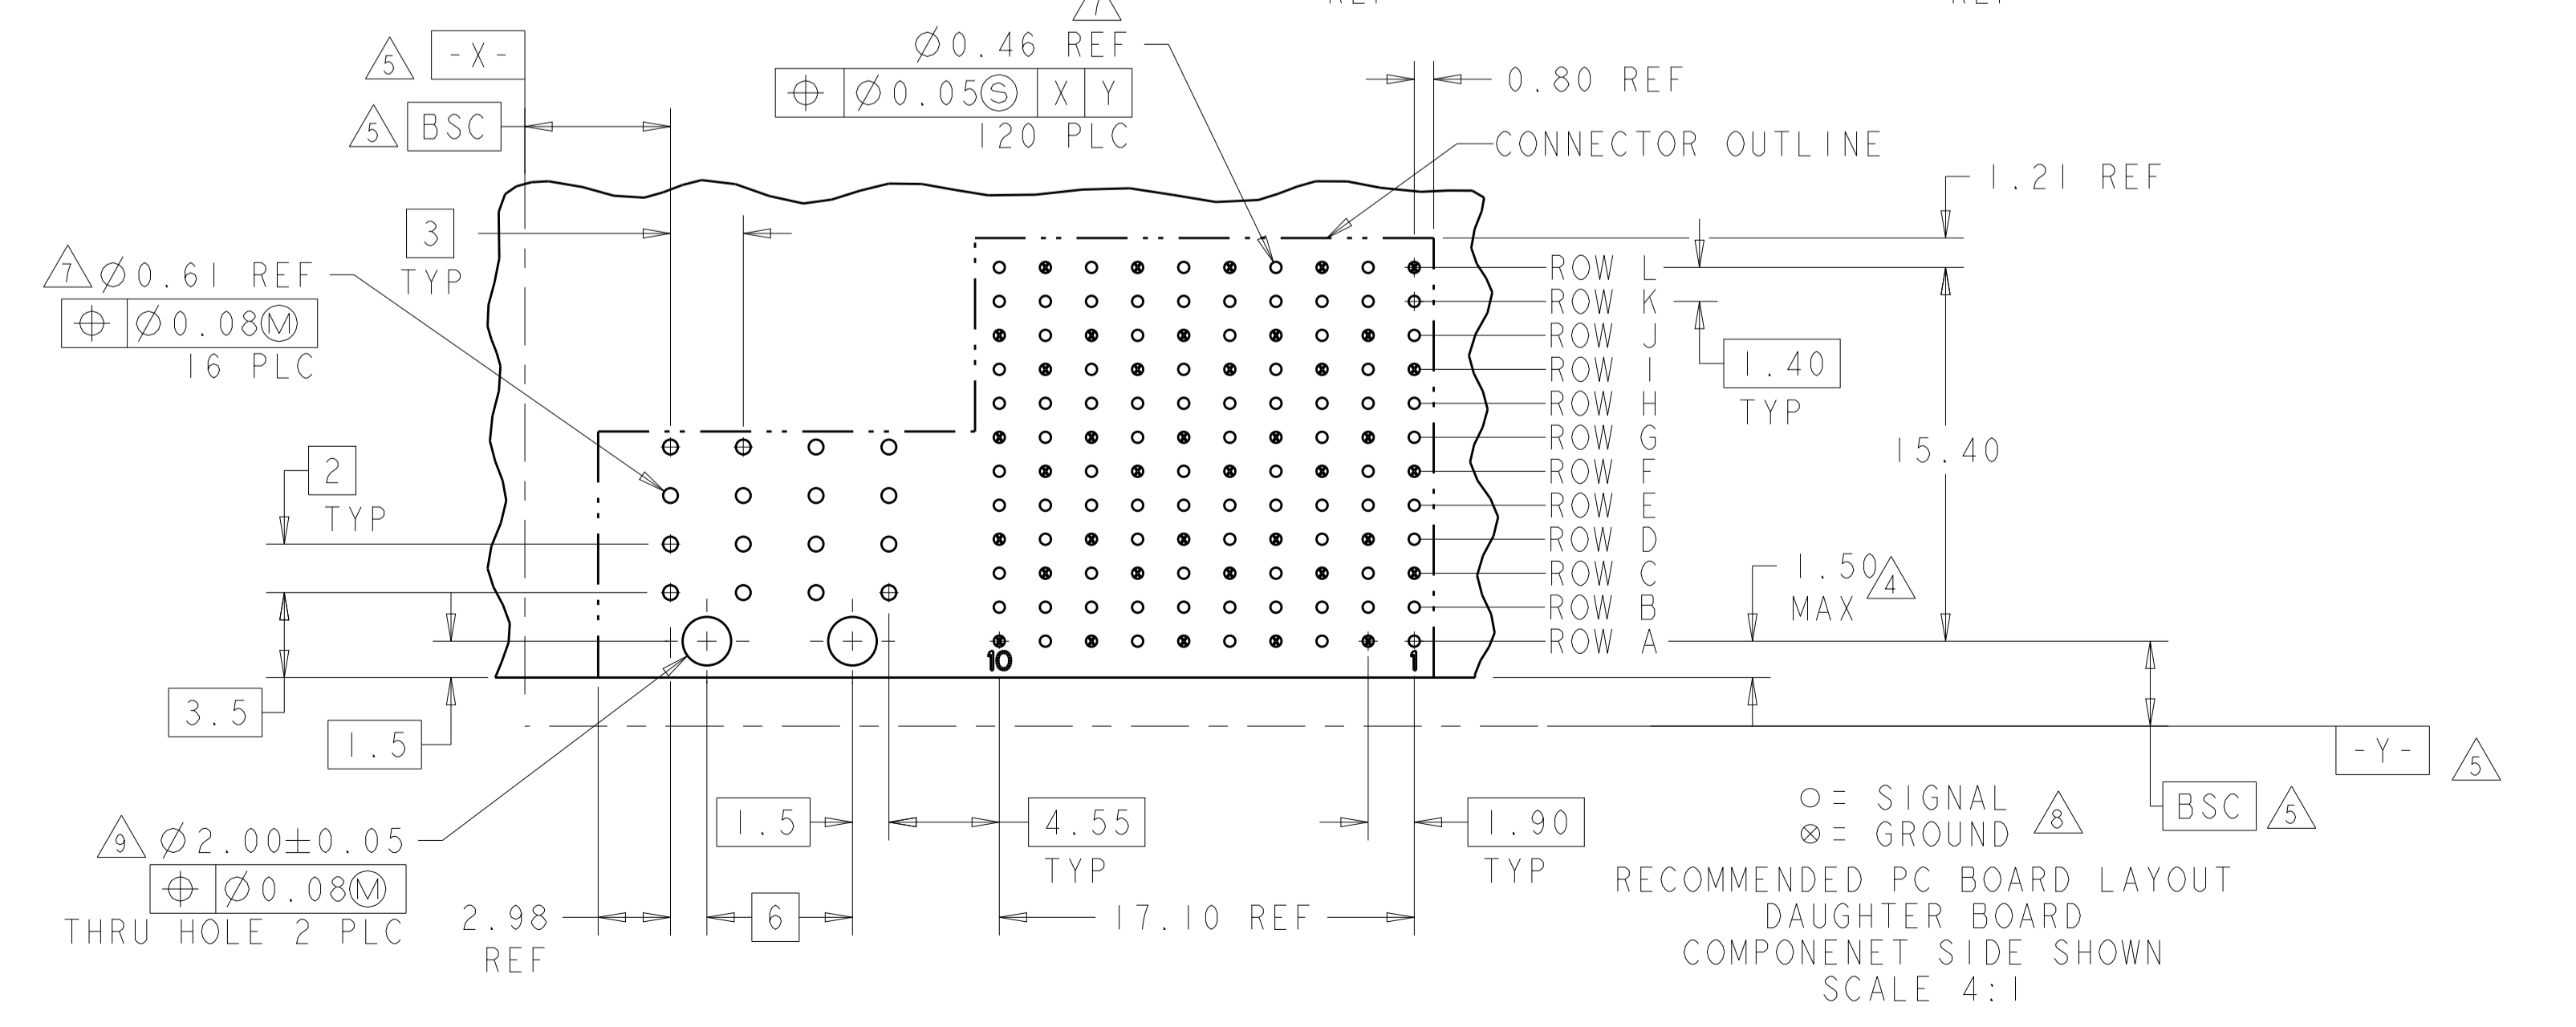 7
REF
REF
5 -X-
Ø0.46 REF
Ø0.05Ⓢ X Y
120 PLC
0.80 REF
5 BSC
CONNECTOR OUTLINE
1.21 REF
3
TYP
7 Ø0.61 REF
Ø0.08Ⓜ
16 PLC
ROW L
ROW K
ROW J
ROW I
ROW H
ROW G
ROW F
ROW E
ROW D
ROW C
ROW B
ROW A
1.40
TYP
15.40
2
TYP
1.50 4
MAX
10
1
3.5
1.5
-Y- 5
BSC 5
9 Ø2.00±0.05
Ø0.08Ⓜ
THRU HOLE 2 PLC
1.5
4.55
TYP
1.90
TYP
2.98
REF
6
17.10 REF
= SIGNAL
= GROUND
8
RECOMMENDED PC BOARD LAYOUT
DAUGHTER BOARD
COMPONENET SIDE SHOWN
SCALE 4:1